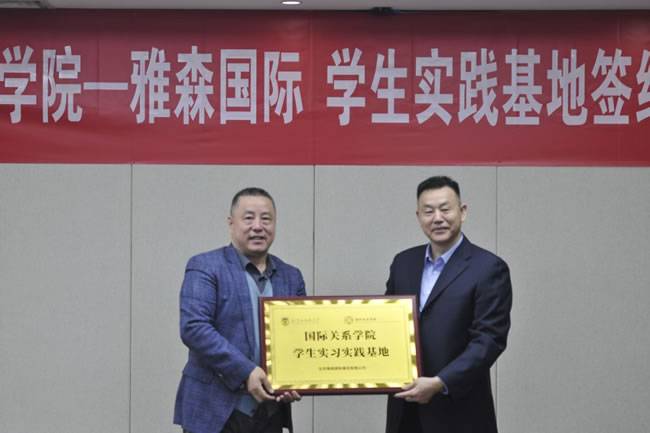 学院—雅森国际 学生实践基地签约
国际关系学院
学生实习实践基地